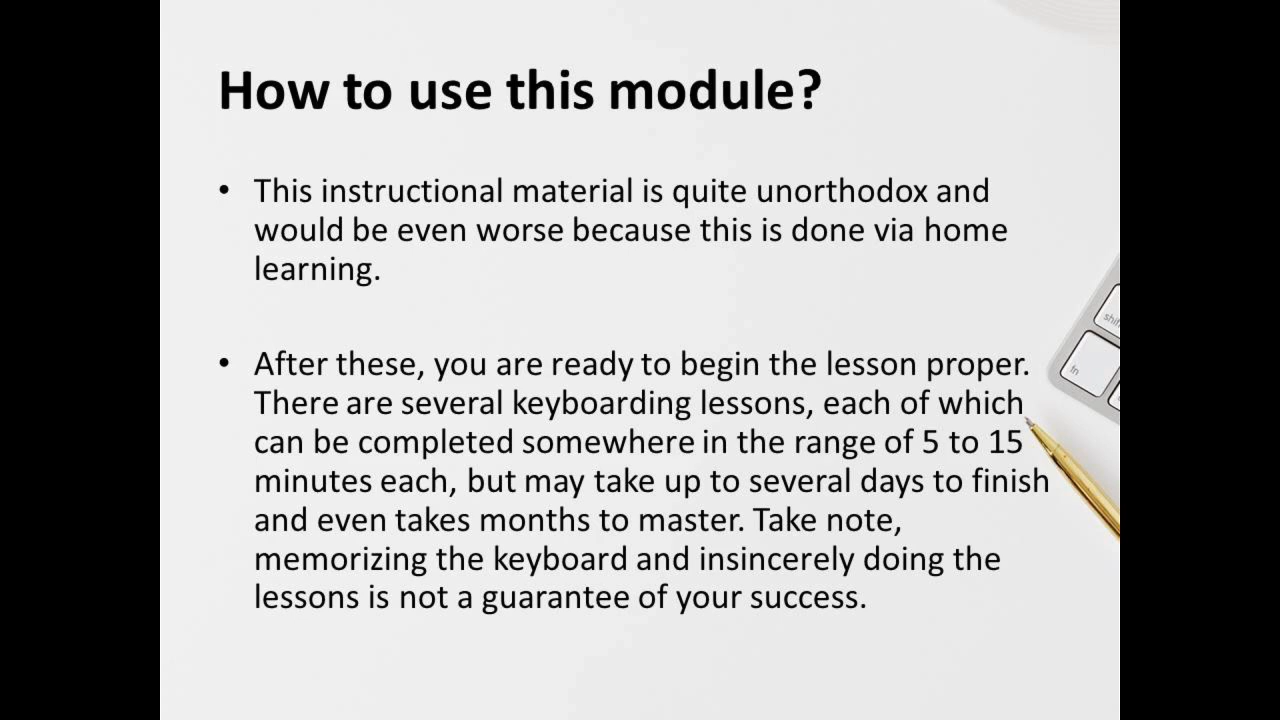 How to use this module?
• This instructional material is quite unorthodox and
would be even worse because this is done via home
learning.
• After these, you are ready to begin the lesson proper.
There are several keyboarding lessons, each of which
can be completed somewhere in the range of 5 to 15
minutes each, but may take up to several days to finish
and even takes months to master. Take note,
memorizing the keyboard and insincerely doing the
lessons is not a guarantee of your success.
shift
fn